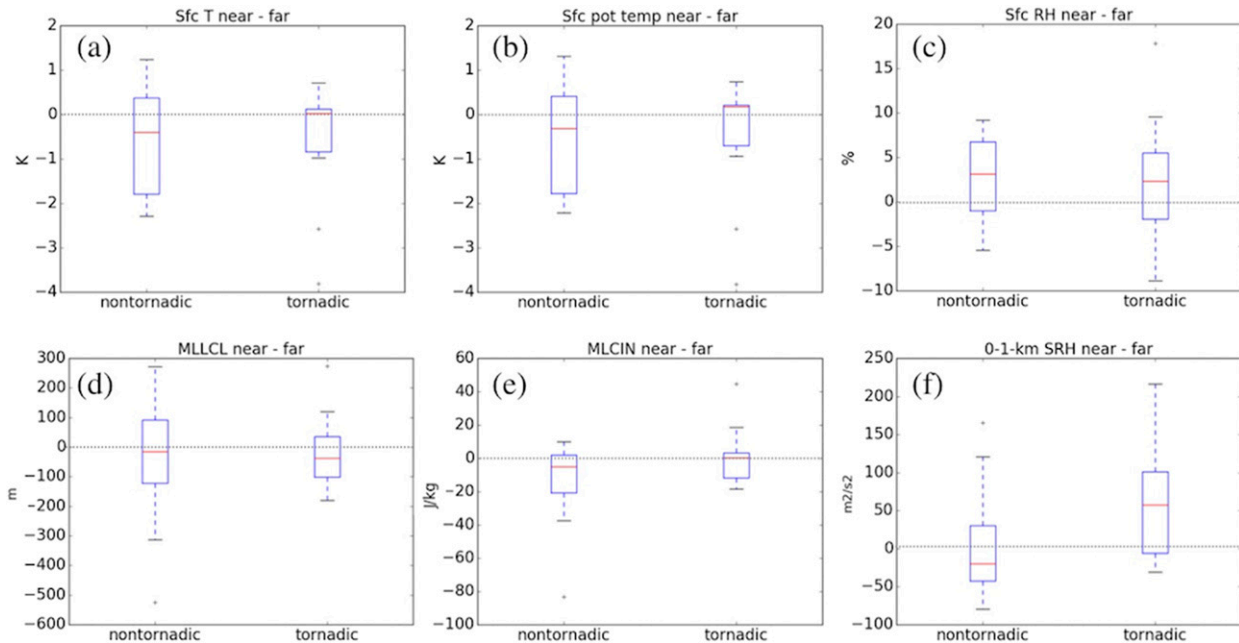 Sfc T near - far
(a)
2
1
0
−1
−2
−3
−4
K
nontornadic tornadic
Sfc pot temp near - far
(b)
2
1
0
−1
−2
−3
−4
K
nontornadic tornadic
Sfc RH near - far
(c)
20
15
10
5
0
−5
−10
%
nontornadic tornadic
MLLCL near - far
(d)
300
200
100
0
−100
−200
−300
−400
−500
−600
m
nontornadic tornadic
MLCIN near - far
(e)
60
40
20
0
−20
−40
−60
−80
−100
J/kg
nontornadic tornadic
0-1-km SRH near - far
(f)
250
200
150
100
50
0
−50
−100
m2/s2
nontornadic tornadic